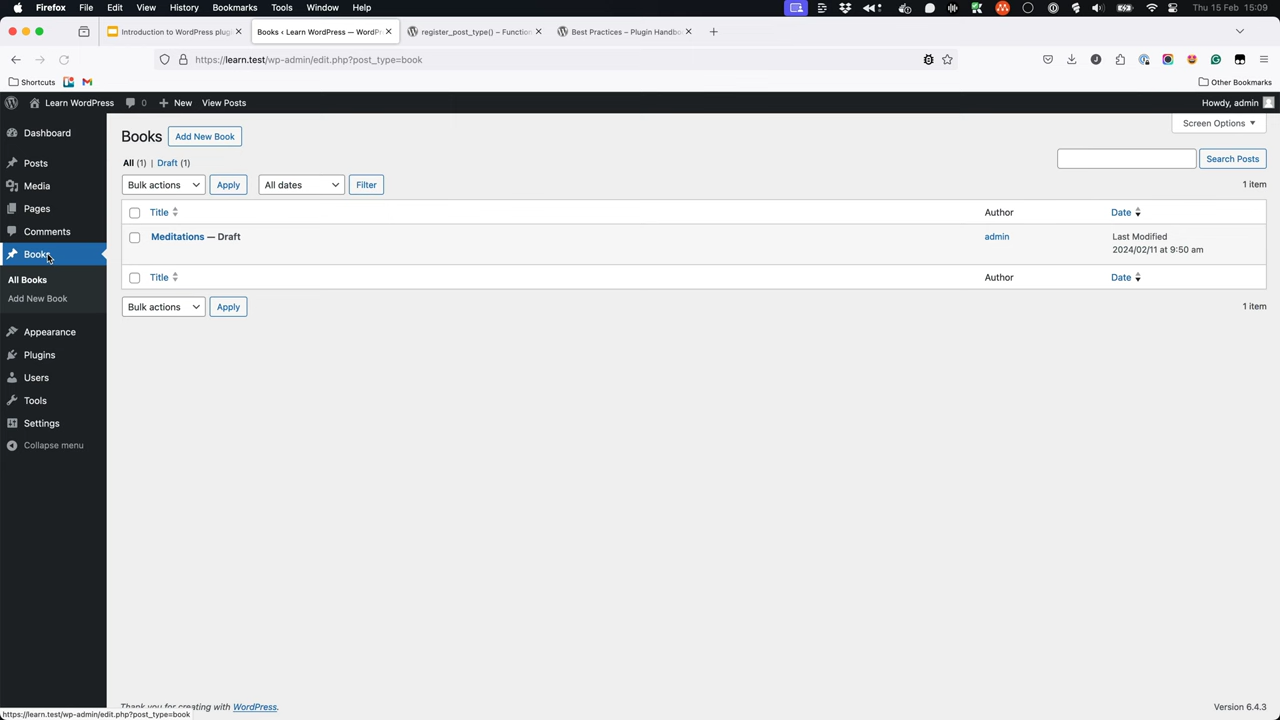 Firefox File Edit View History Bookmarks Tools Window Help Thu 15 Feb 15:09
Introduction to WordPress plug Books ‹ Learn WordPress — WordPr register_post_type() – Function Best Practices – Plugin Handbo
https://learn.test/wp-admin/edit.php?post_type=book
Shortcuts Other Bookmarks
Learn WordPress 0 New View Posts Howdy, admin
Dashboard
Posts
Media
Pages
Comments
Books
All Books
Add New Book
Appearance
Plugins
Users
Tools
Settings
Collapse menu
Screen Options
Books Add New Book
All (1) | Draft (1)
Search Posts
Bulk actions Apply All dates Filter 1 item
Title Author Date
Meditations — Draft admin Last Modified
2024/02/11 at 9:50 am
Title Author Date
Bulk actions Apply 1 item
Thank you for creating with WordPress. Version 6.4.3
https://learn.test/wp-admin/edit.php?post_type=book